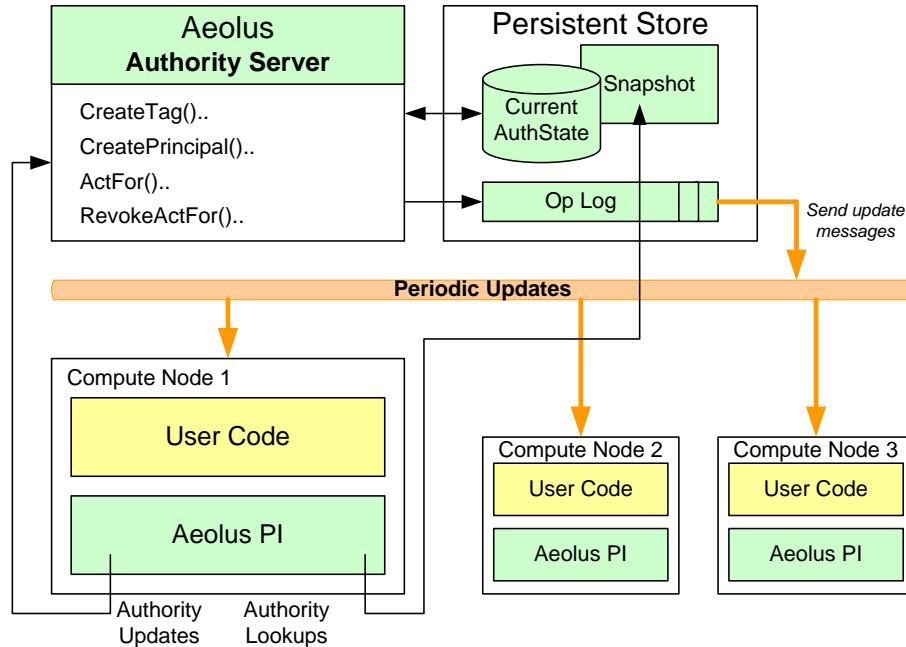 Aeolus
Authority Server
CreateTag()..
CreatePrincipal()..
ActFor()..
RevokeActFor()..
Persistent Store
Snapshot
Current
AuthState
Op Log
Send update
messages
Periodic Updates
Compute Node 1
User Code
Aeolus PI
Authority
Updates
Authority
Lookups
Compute Node 2
User Code
Aeolus PI
Compute Node 3
User Code
Aeolus PI